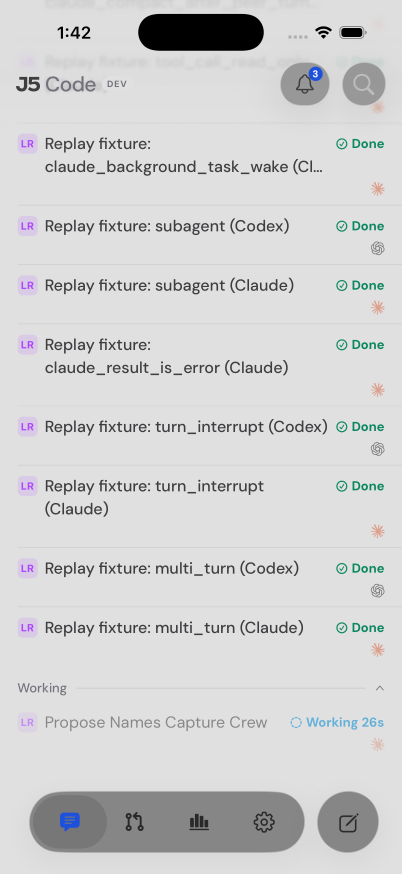 1:42
J5 Code DEV
3
LR Replay fixture: Done
claude_background_task_wake (Cl...
LR Replay fixture: subagent (Codex) Done
LR Replay fixture: subagent (Claude) Done
LR Replay fixture: Done
claude_result_is_error (Claude)
LR Replay fixture: turn_interrupt (Codex) Done
LR Replay fixture: turn_interrupt Done
(Claude)
LR Replay fixture: multi_turn (Codex) Done
LR Replay fixture: multi_turn (Claude) Done
Working
LR Propose Names Capture Crew Working 26s